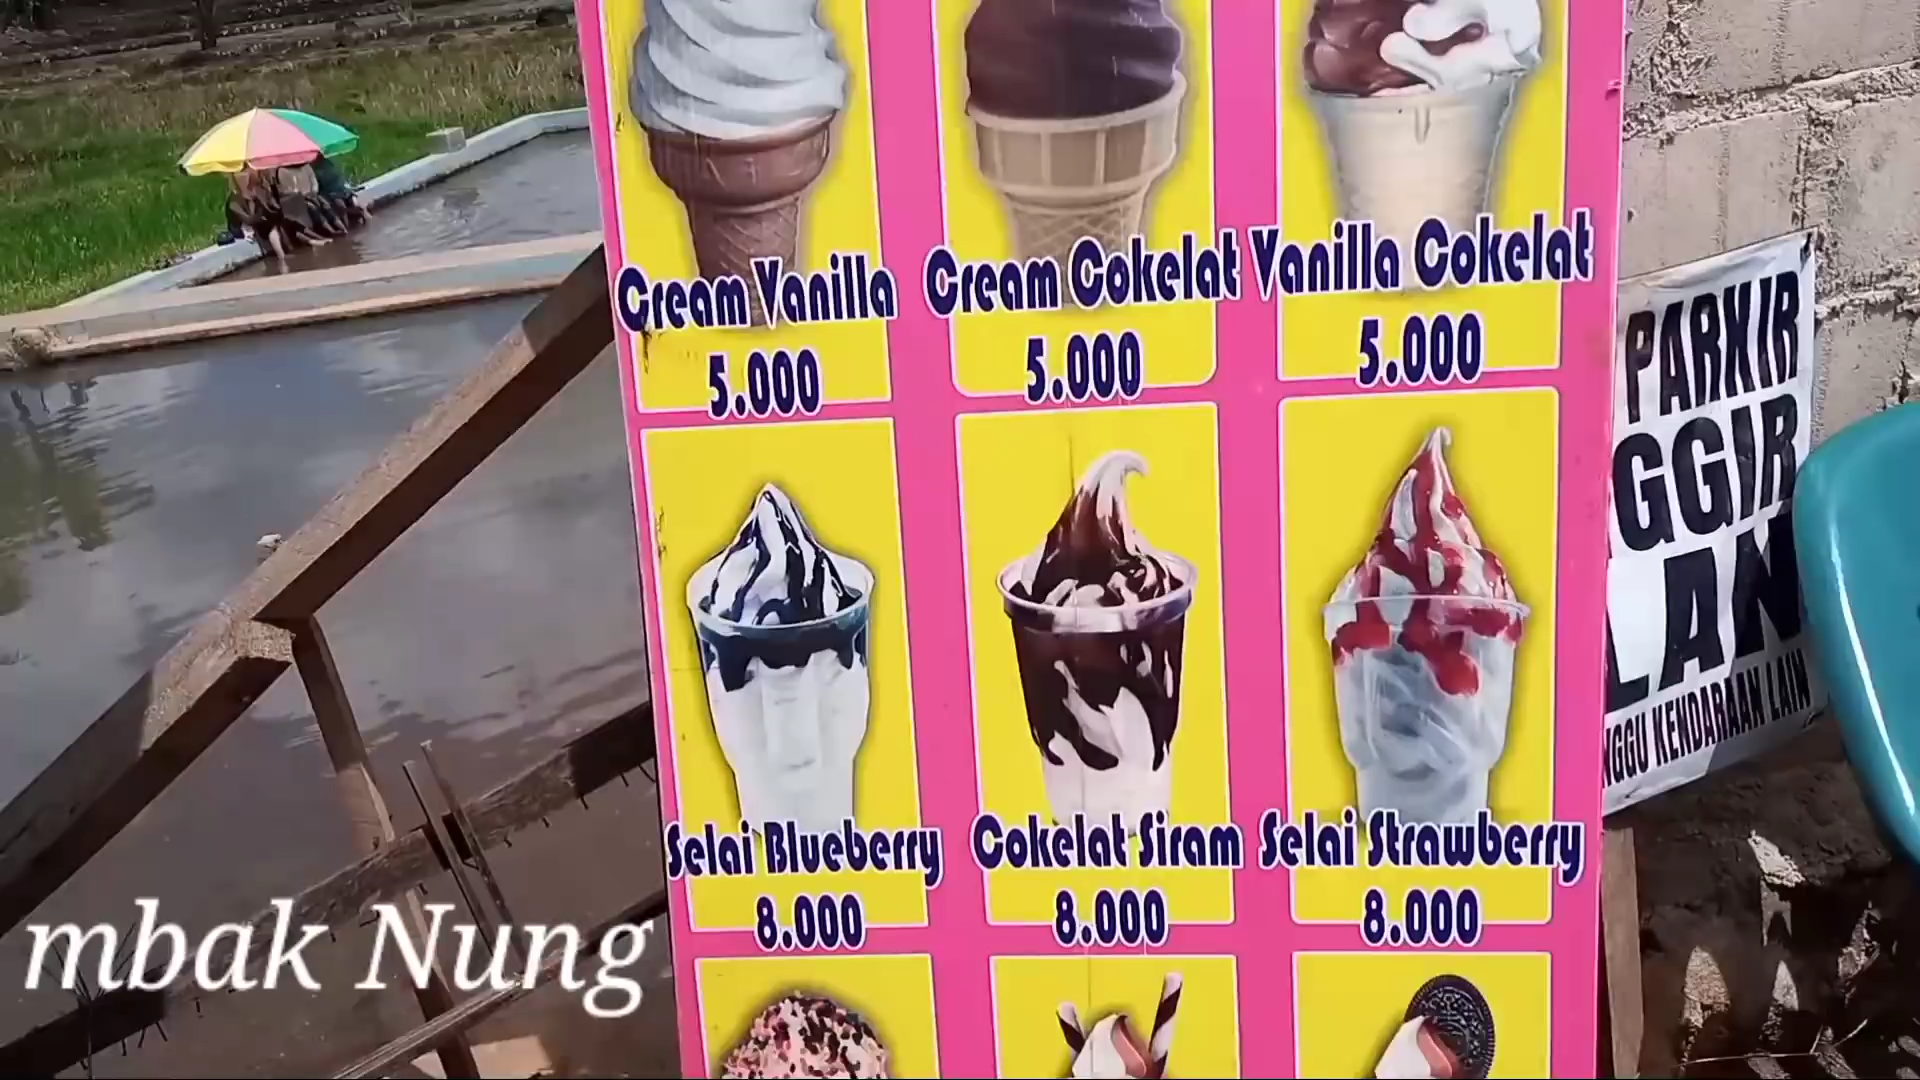 Cream Vanilla
5.000
Cream Cokelat
5.000
Vanilla Cokelat
5.000
Selai Blueberry
8.000
Cokelat Siram
8.000
Selai Strawberry
8.000
PARKIR
GGIR
LAN
NGGU KENDARAAN LAIN
mbak Nung